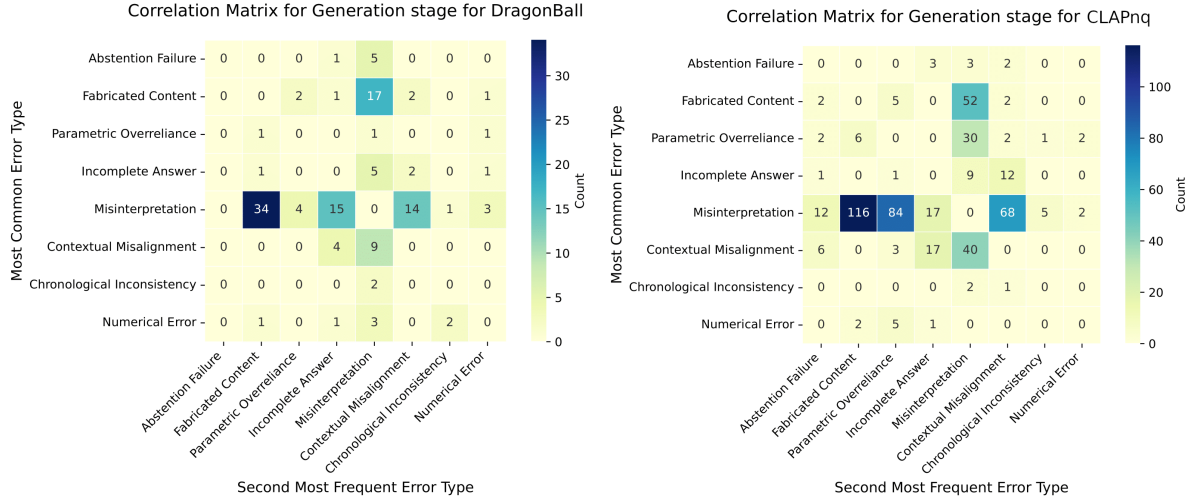 Correlation Matrix for Generation stage for DragonBall
Most Common Error Type
Abstention Failure 0 0 0 1 5 0 0 0
Fabricated Content 0 0 2 1 17 2 0 1
Parametric Overreliance 0 1 0 0 1 0 0 1
Incomplete Answer 0 1 0 0 5 2 0 1
Misinterpretation 0 34 4 15 0 14 1 3
Contextual Misalignment 0 0 0 4 9 0 0 0
Chronological Inconsistency 0 0 0 0 2 0 0 0
Numerical Error 0 1 0 1 3 0 2 0
Abstention Failure
Fabricated Content
Parametric Overreliance
Incomplete Answer
Misinterpretation
Contextual Misalignment
Chronological Inconsistency
Numerical Error
Second Most Frequent Error Type
30
25
20
15
10
5
0
Count
Correlation Matrix for Generation stage for CLAPnq
Most Common Error Type
Abstention Failure 0 0 0 3 3 2 0 0
Fabricated Content 2 0 5 0 52 2 0 0
Parametric Overreliance 2 6 0 0 30 2 1 2
Incomplete Answer 1 0 1 0 9 12 0 0
Misinterpretation 12 116 84 17 0 68 5 2
Contextual Misalignment 6 0 3 17 40 0 0 0
Chronological Inconsistency 0 0 0 0 2 1 0 0
Numerical Error 0 2 5 1 0 0 0 0
Abstention Failure
Fabricated Content
Parametric Overreliance
Incomplete Answer
Misinterpretation
Contextual Misalignment
Chronological Inconsistency
Numerical Error
Second Most Frequent Error Type
100
80
60
40
20
0
Count